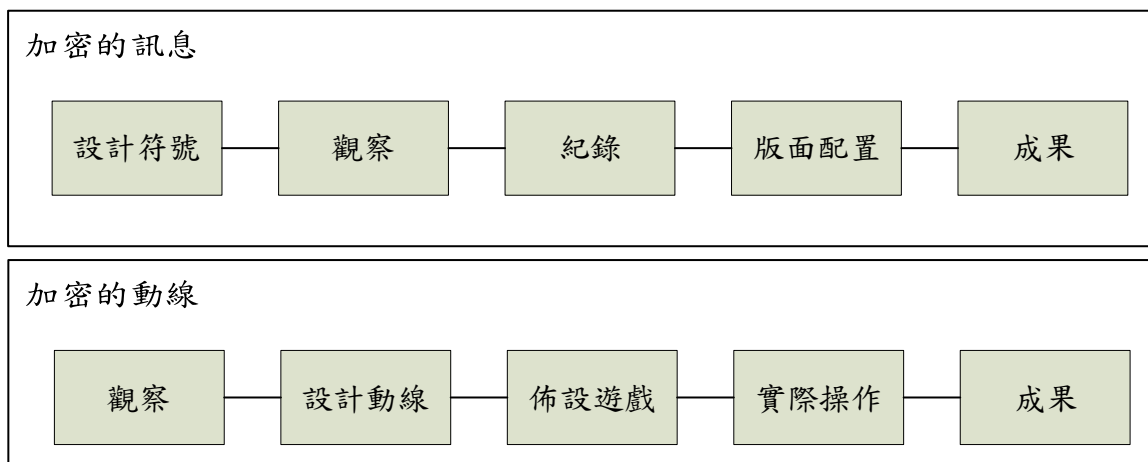 加密的訊息
設計符號 觀察 紀錄 版面配置 成果
加密的動線
觀察 設計動線 佈設遊戲 實際操作 成果